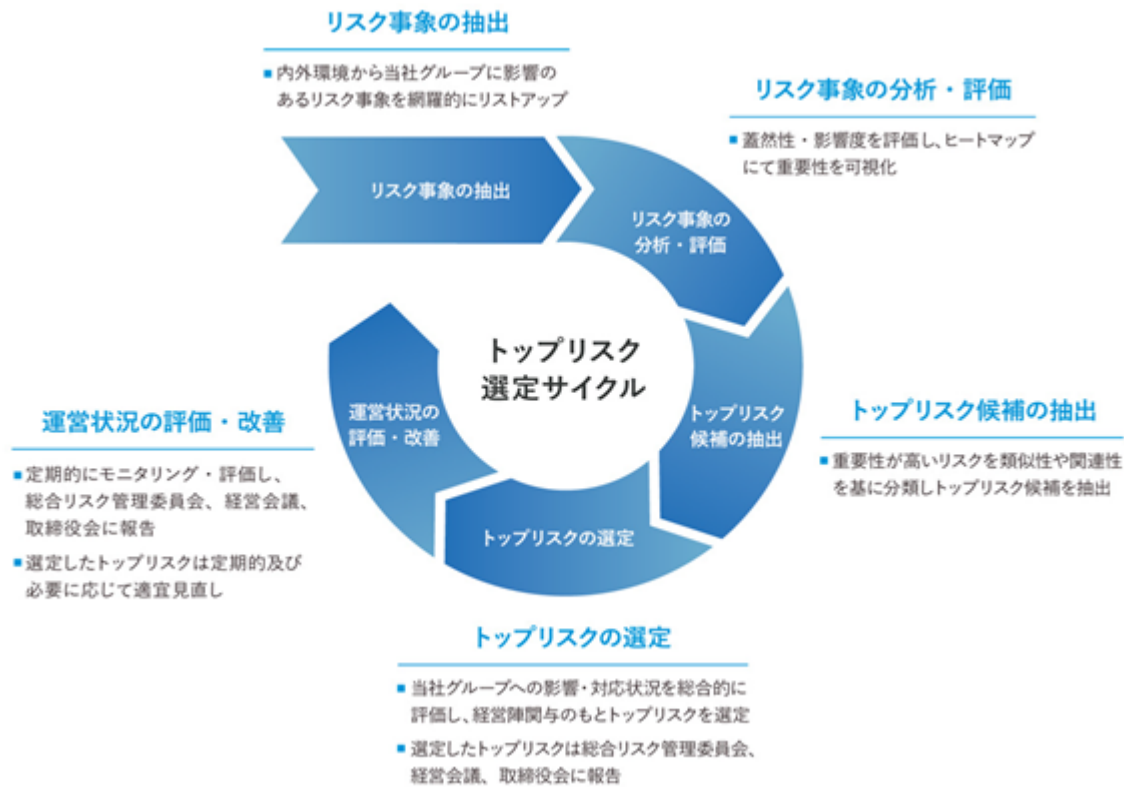 リスク事象の抽出
■ 内外環境から当社グループに影響の
あるリスク事象を網羅的にリストアップ
リスク事象の分析・評価
■ 蓋然性・影響度を評価し、ヒートマップ
にて重要性を可視化
リスク事象の抽出
リスク事象の
分析・評価
トップリスク
選定サイクル
トップリスク
候補の抽出
トップリスクの選定
運営状況の
評価・改善
トップリスク候補の抽出
■ 重要性が高いリスクを類似性や関連性
を基に分類しトップリスク候補を抽出
トップリスクの選定
■ 当社グループへの影響・対応状況を総合的に
評価し、経営陣関与のもとトップリスクを選定
■ 選定したトップリスクは総合リスク管理委員会、
経営会議、取締役会に報告
運営状況の評価・改善
■ 定期的にモニタリング・評価し、
総合リスク管理委員会、経営会議、
取締役会に報告
■ 選定したトップリスクは定期的及び
必要に応じて適宜見直し